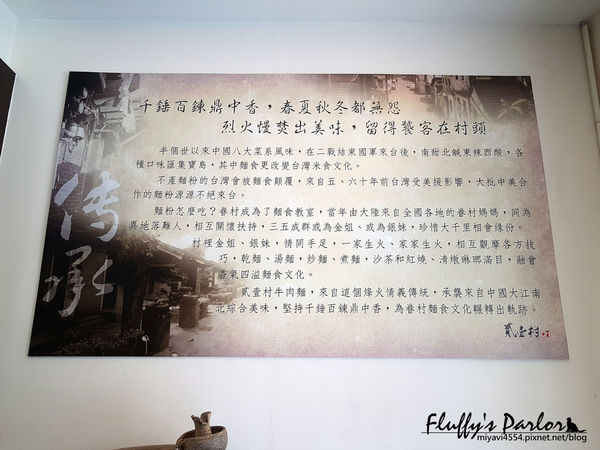 千錘百鍊鼎中香，春夏秋冬都無怨
烈火慢焚出美味，留得饕客在村頭
半個世以來中國八大菜系風味，在二戰結束國軍來台後，南甜北鹹東辣西酸，各
種口味匯集寶島，其中麵食更改變台灣米食文化。
不產麵粉的台灣會被麵食顛覆，來自五、六十年前台灣受美援影響，大批中美合
作的麵粉源源不絕來台。
麵粉怎麼吃？眷村成為了麵食教室，當年由大陸來自全國各地的眷村媽媽，同為
異地落難人，相互關懷扶持，三五成群或為金姐、或為銀妹，珍惜大千里相會緣份。
村裡金姐、銀妹，情同手足，一家生火、家家生火，相互觀摩各方技
巧，乾麵、湯麵，炒麵、煮麵，沙茶和紅燒、清燉琳瑯滿目，融會
香氣四溢麵食文化。
貳壹村牛肉麵，來自這個烽火情義傳統，承襲來自中國大江南
北綜合美味，堅持千錘百鍊鼎中香，為眷村麵食文化輾轉出軌跡。
傳承
貳壹村
Fluffy's Parlor
miyavi4554.pixnet.net/blog